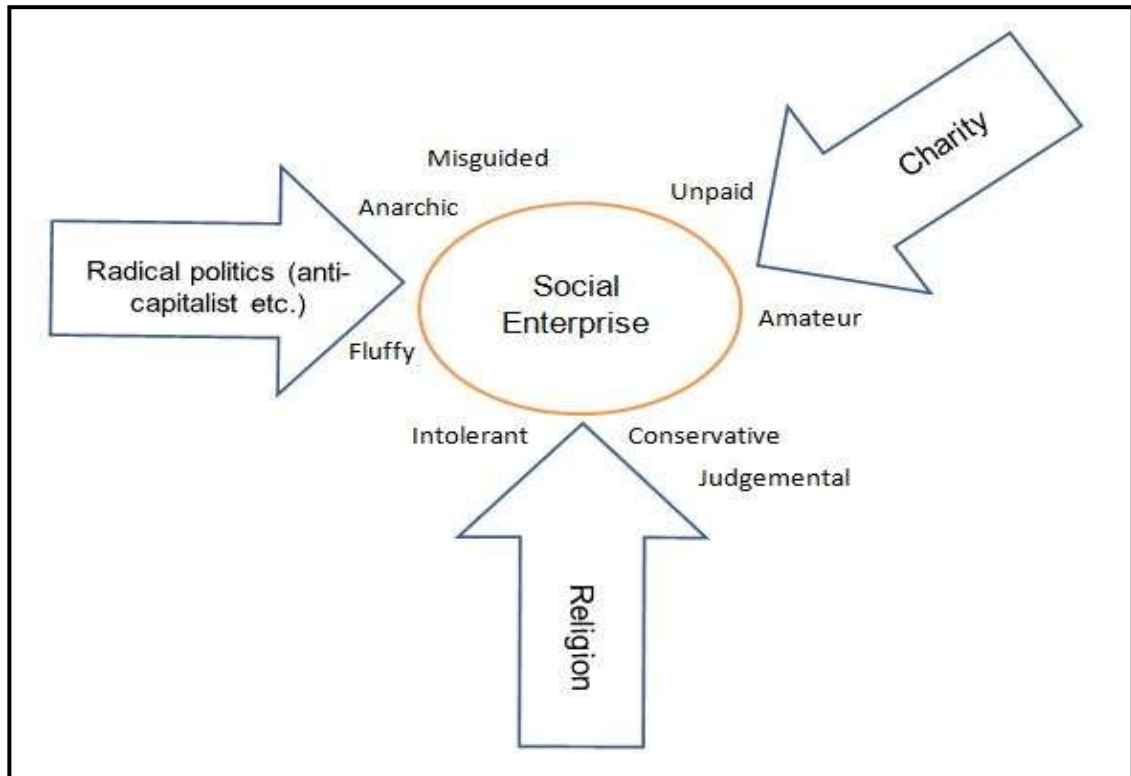 Misguided
Charity
Unpaid
Anarchic
Radical politics (anti-
capitalist etc.)
Social
Enterprise
Amateur
Fluffy
Intolerant
Conservative
Judgemental
Religion